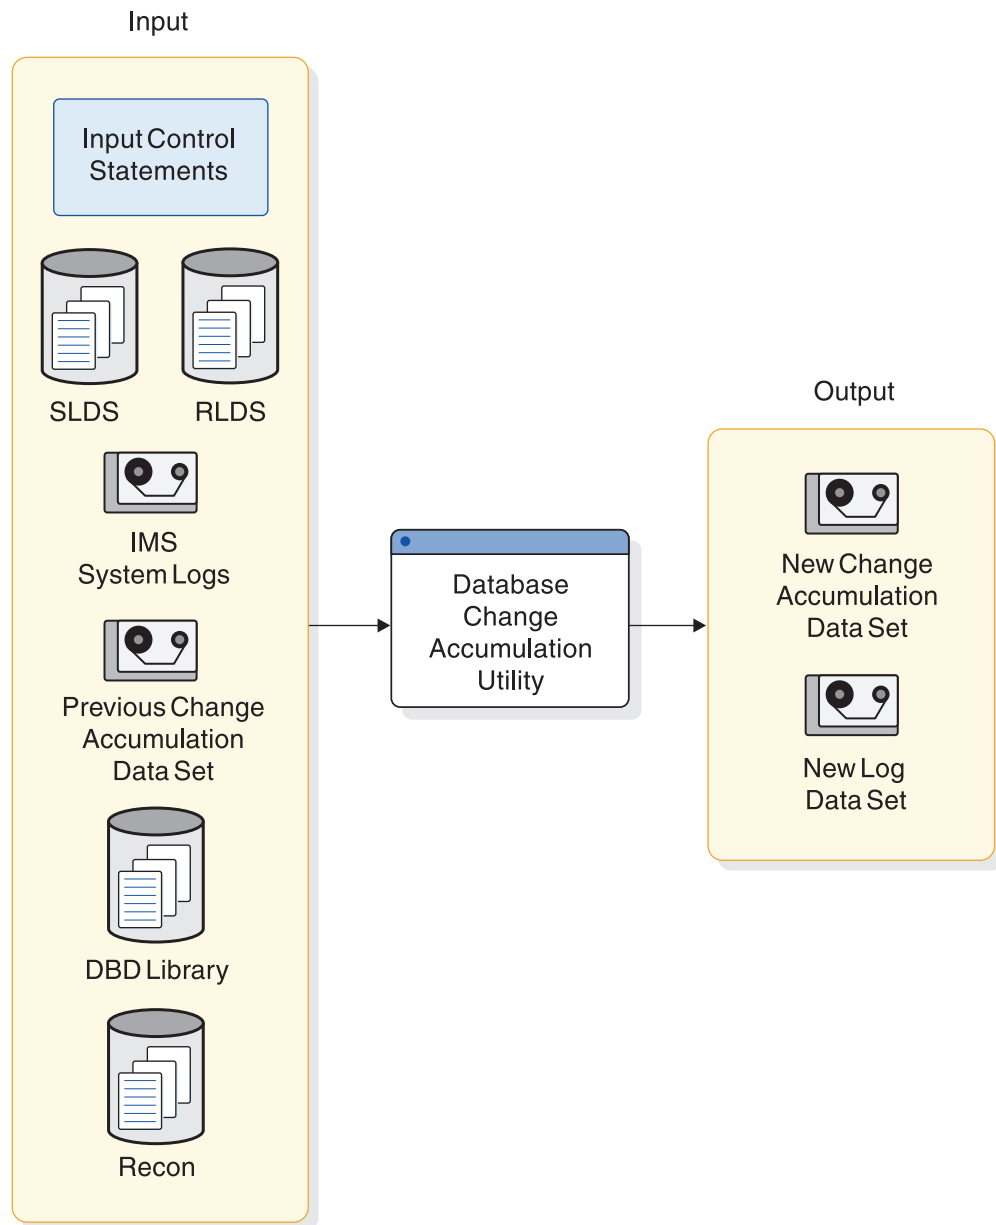 Input
Input Control
Statements
SLDS
RLDS
IMS
System Logs
Previous Change
Accumulation
Data Set
DBD Library
Recon
Database
Change
Accumulation
Utility
Output
New Change
Accumulation
Data Set
New Log
Data Set